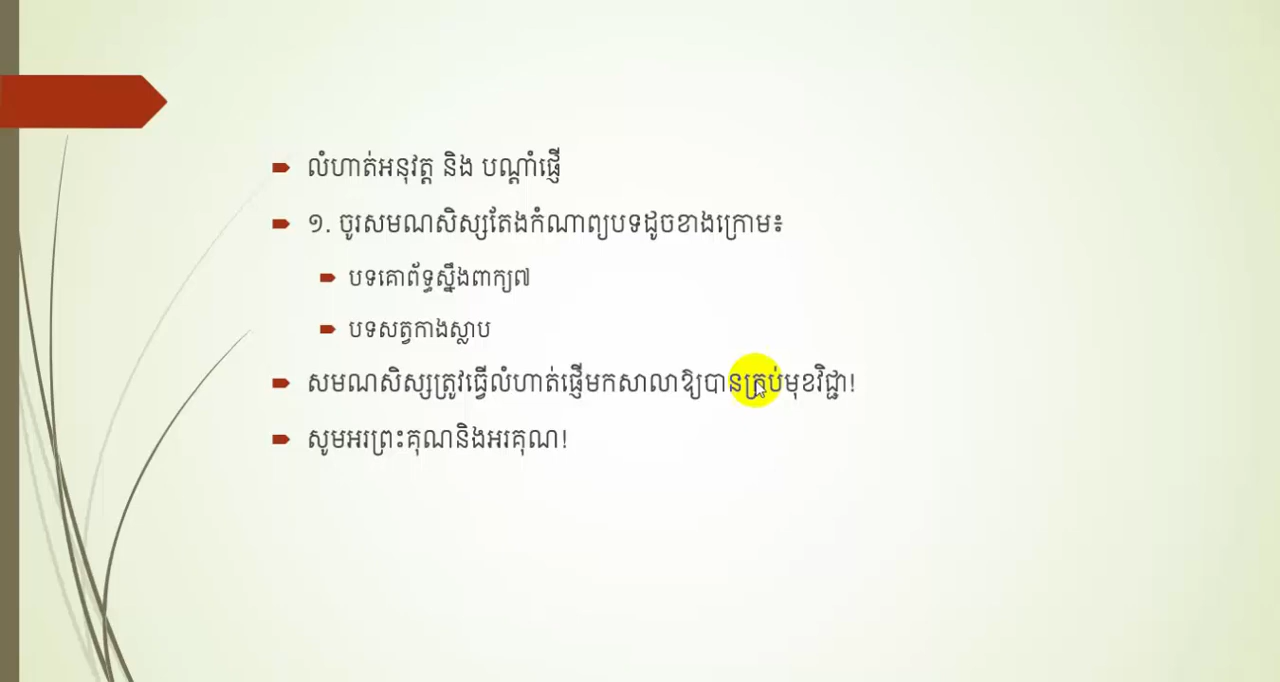 លំហាត់អនុវត្ត និង បណ្ដាំផ្ញើ
១. ចូរសមណសិស្សតែងកំណាព្យបទដូចខាងក្រោម៖
បទគោព័ទ្ធស្នឹងពាក្យ៧
បទសត្វកាងស្លាប
សមណសិស្សត្រូវធ្វើលំហាត់ផ្ញើមកសាលាឱ្យបានគ្រប់មុខវិជ្ជា!
សូមអរព្រះគុណនិងអរគុណ!